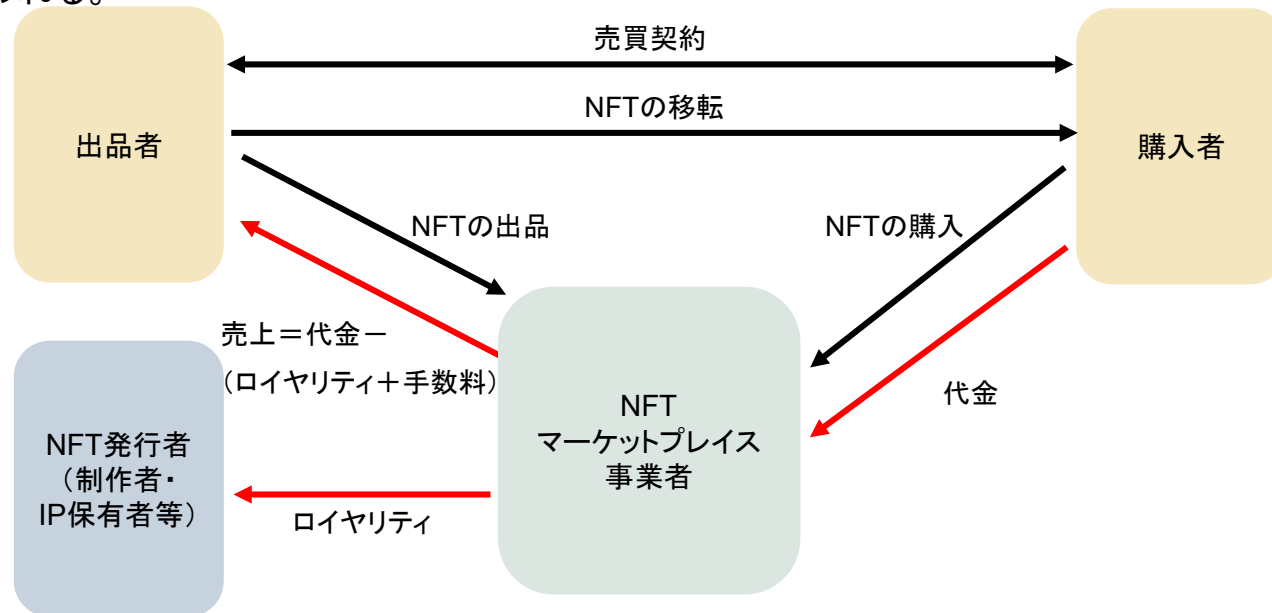 れる。
売買契約
NFTの移転
出品者
購入者
NFTの出品
NFTの購入
売上＝代金－
（ロイヤリティ＋手数料）
代金
NFT
マーケットプレイス
事業者
NFT発行者
（制作者・
IP保有者等）
ロイヤリティ